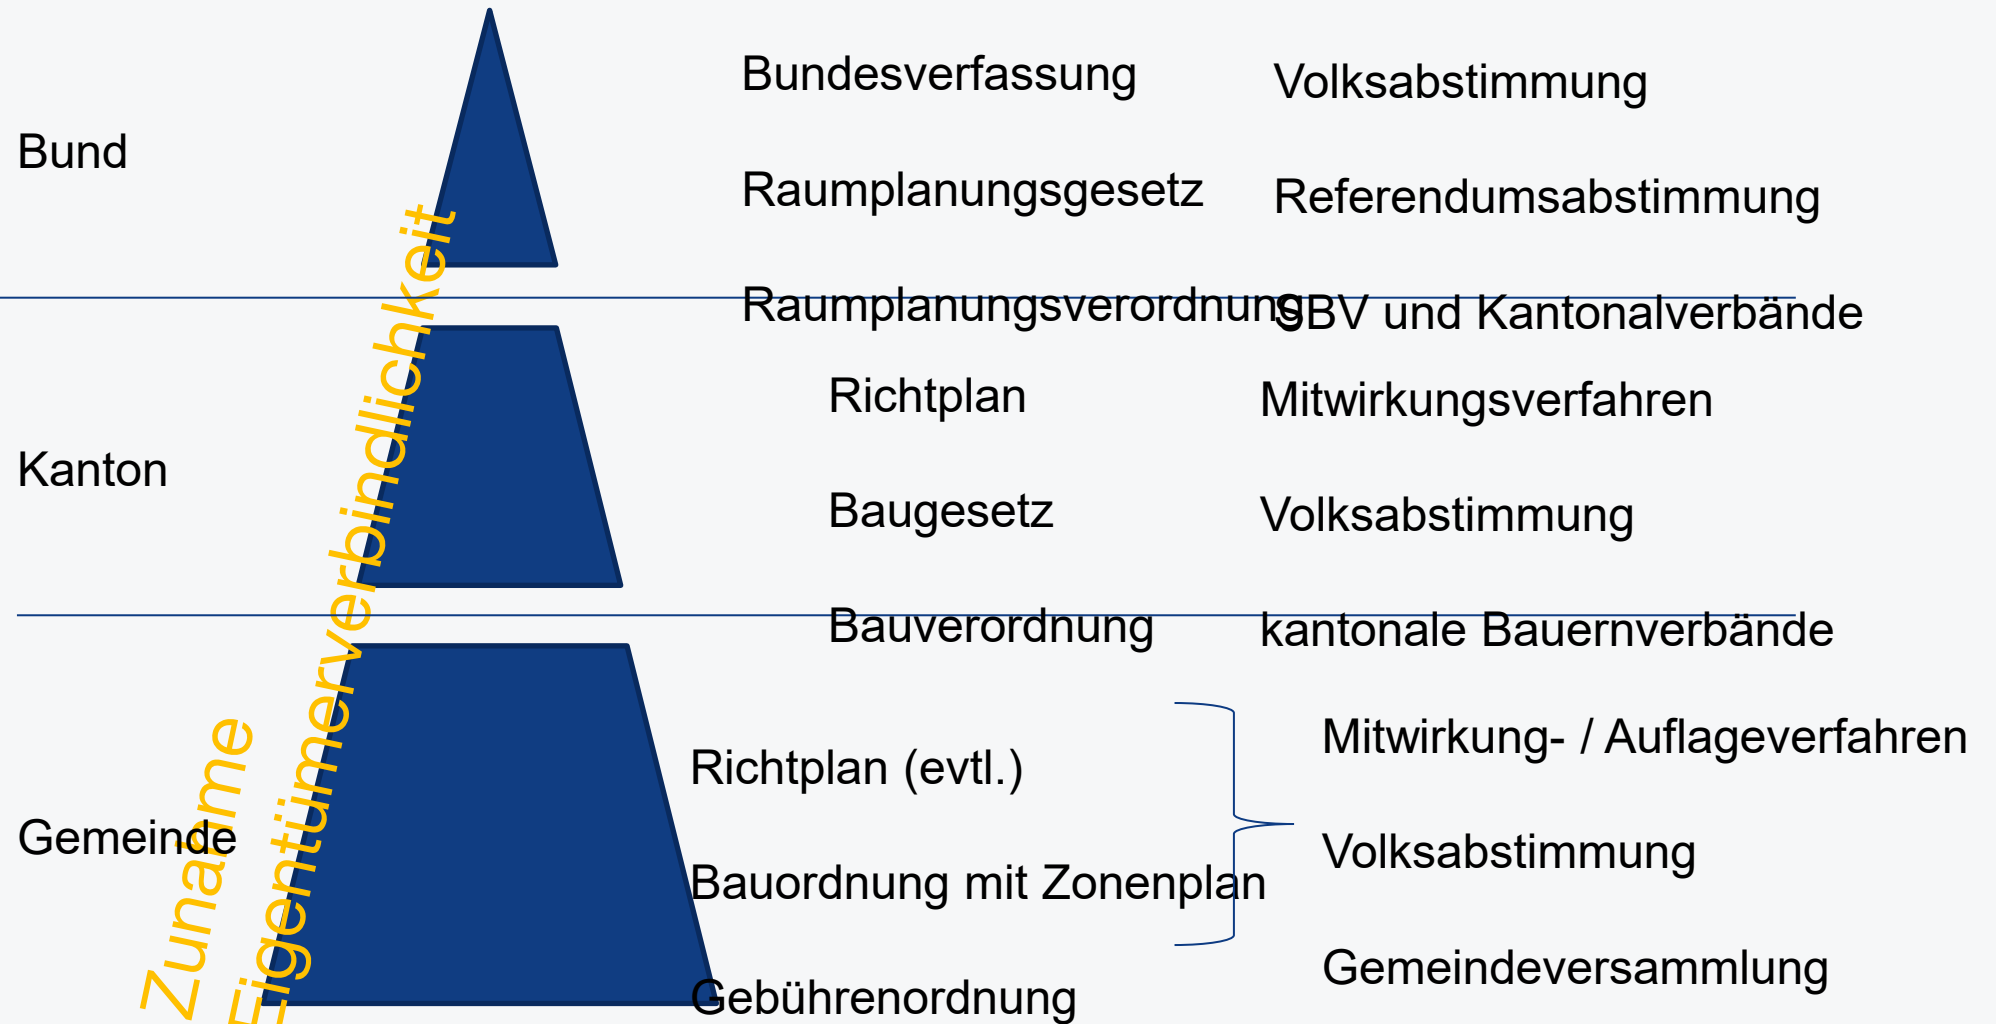 Bund
Bundesverfassung
Volksabstimmung
Raumplanungsgesetz
Referendumsabstimmung
Raumplanungsverordnung
SBV und Kantonalverbände
Kanton
Richtplan
Mitwirkungsverfahren
Baugesetz
Volksabstimmung
Bauverordnung
kantonale Bauernverbände
Gemeinde
Richtplan (evtl.)
Mitwirkung- / Auflageverfahren
Bauordnung mit Zonenplan
Volksabstimmung
Gebührenordnung
Gemeindeversammlung
Zunahme
Eigentümerverbindlichkeit